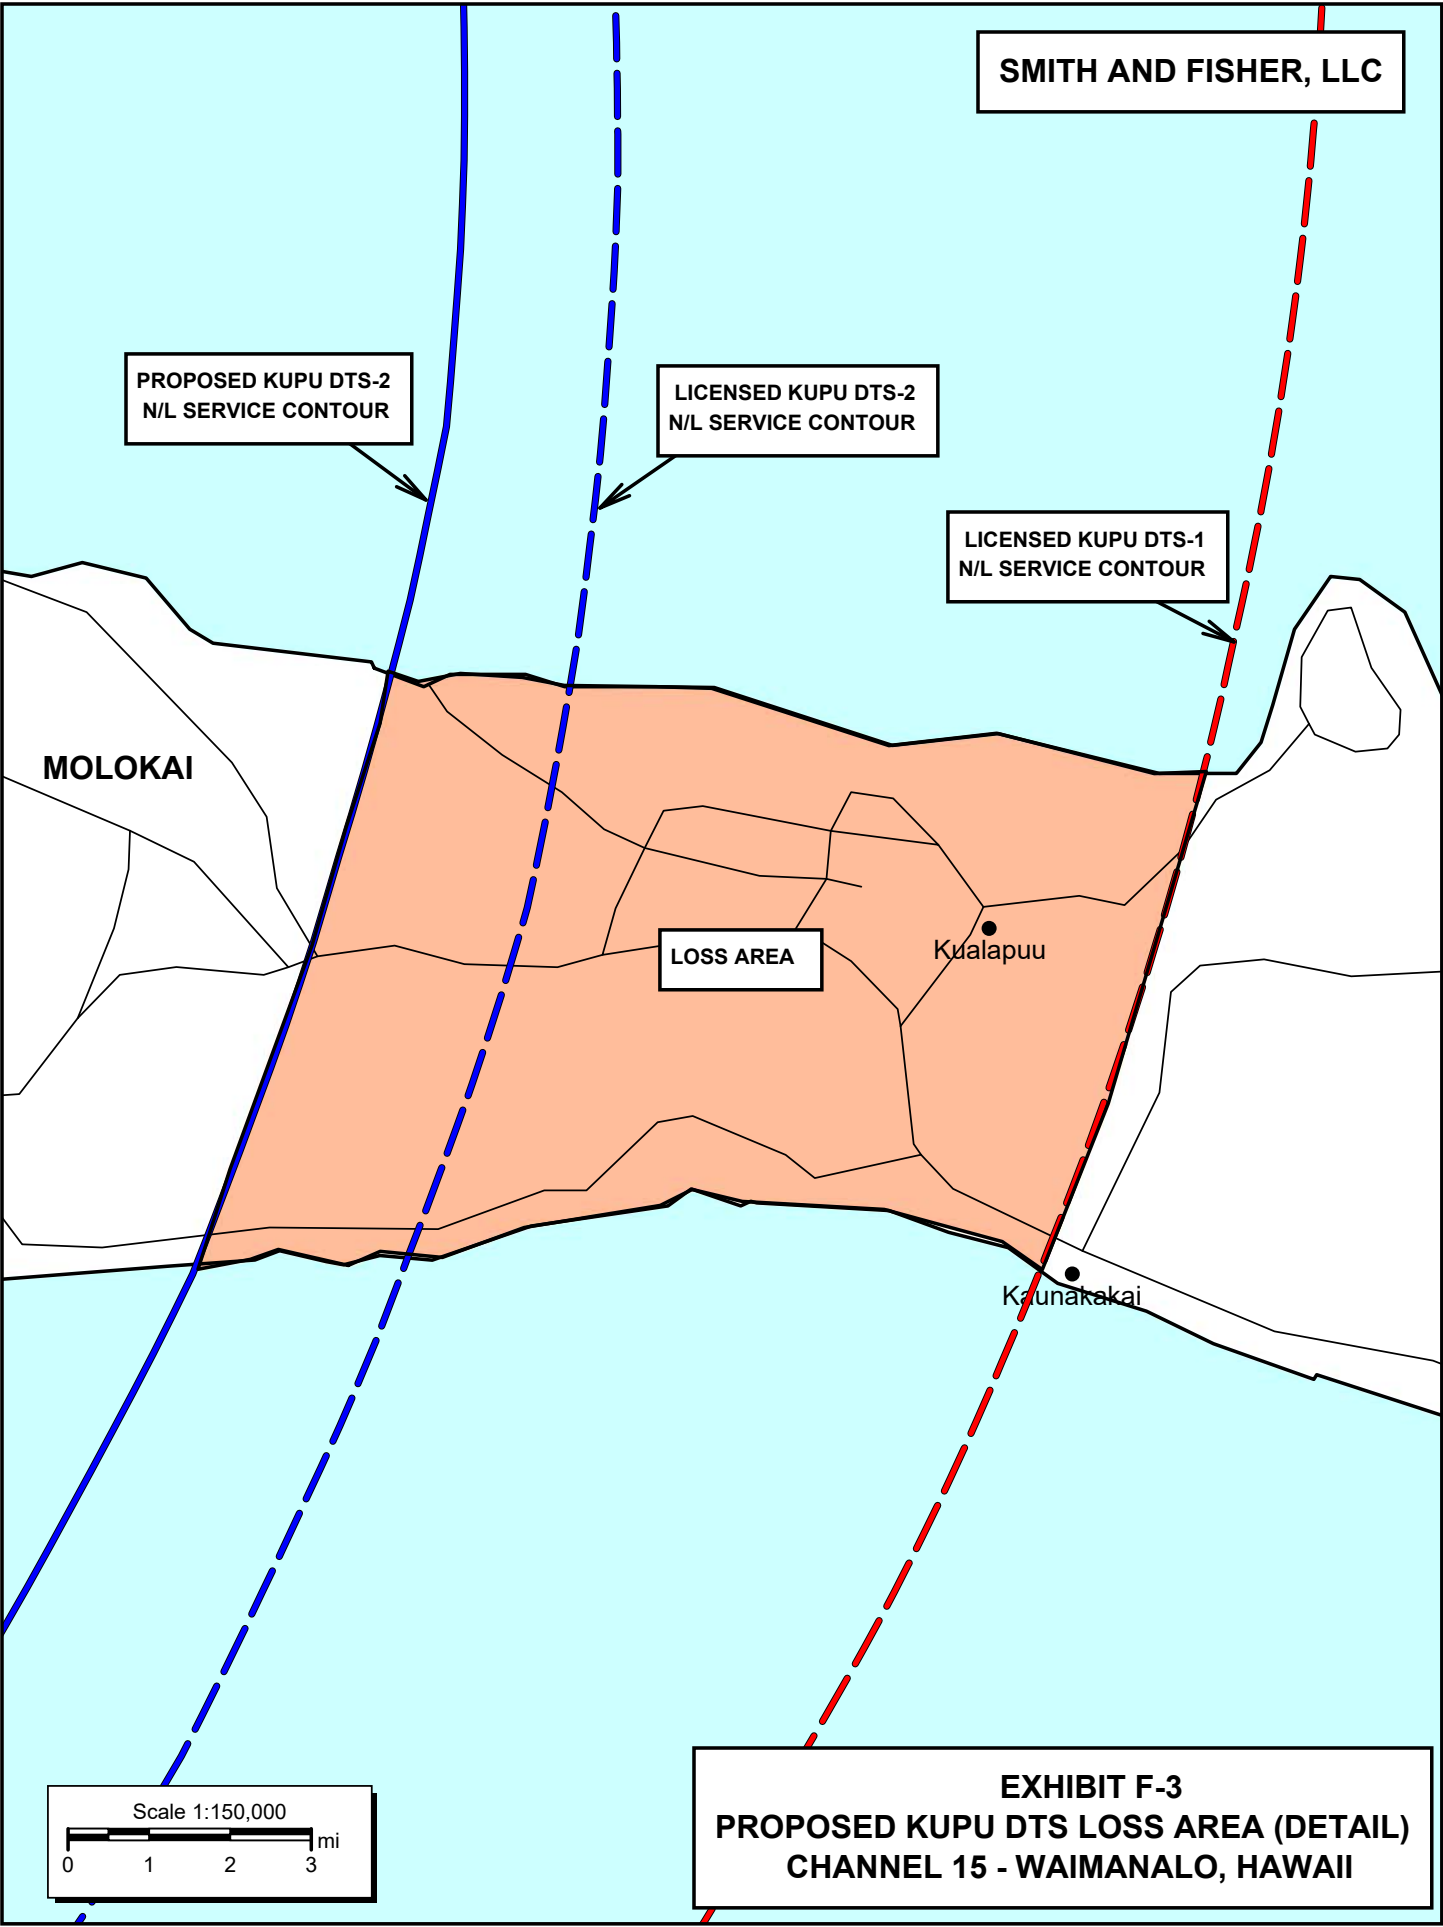 SMITH AND FISHER, LLC
PROPOSED KUPU DTS-2
N/L SERVICE CONTOUR
LICENSED KUPU DTS-2
N/L SERVICE CONTOUR
LICENSED KUPU DTS-1
N/L SERVICE CONTOUR
MOLOKAI
LOSS AREA
Kualapuu
Kaunakakai
Scale 1:150,000
mi
0 1 2 3
EXHIBIT F-3
PROPOSED KUPU DTS LOSS AREA (DETAIL)
CHANNEL 15 - WAIMANALO, HAWAII